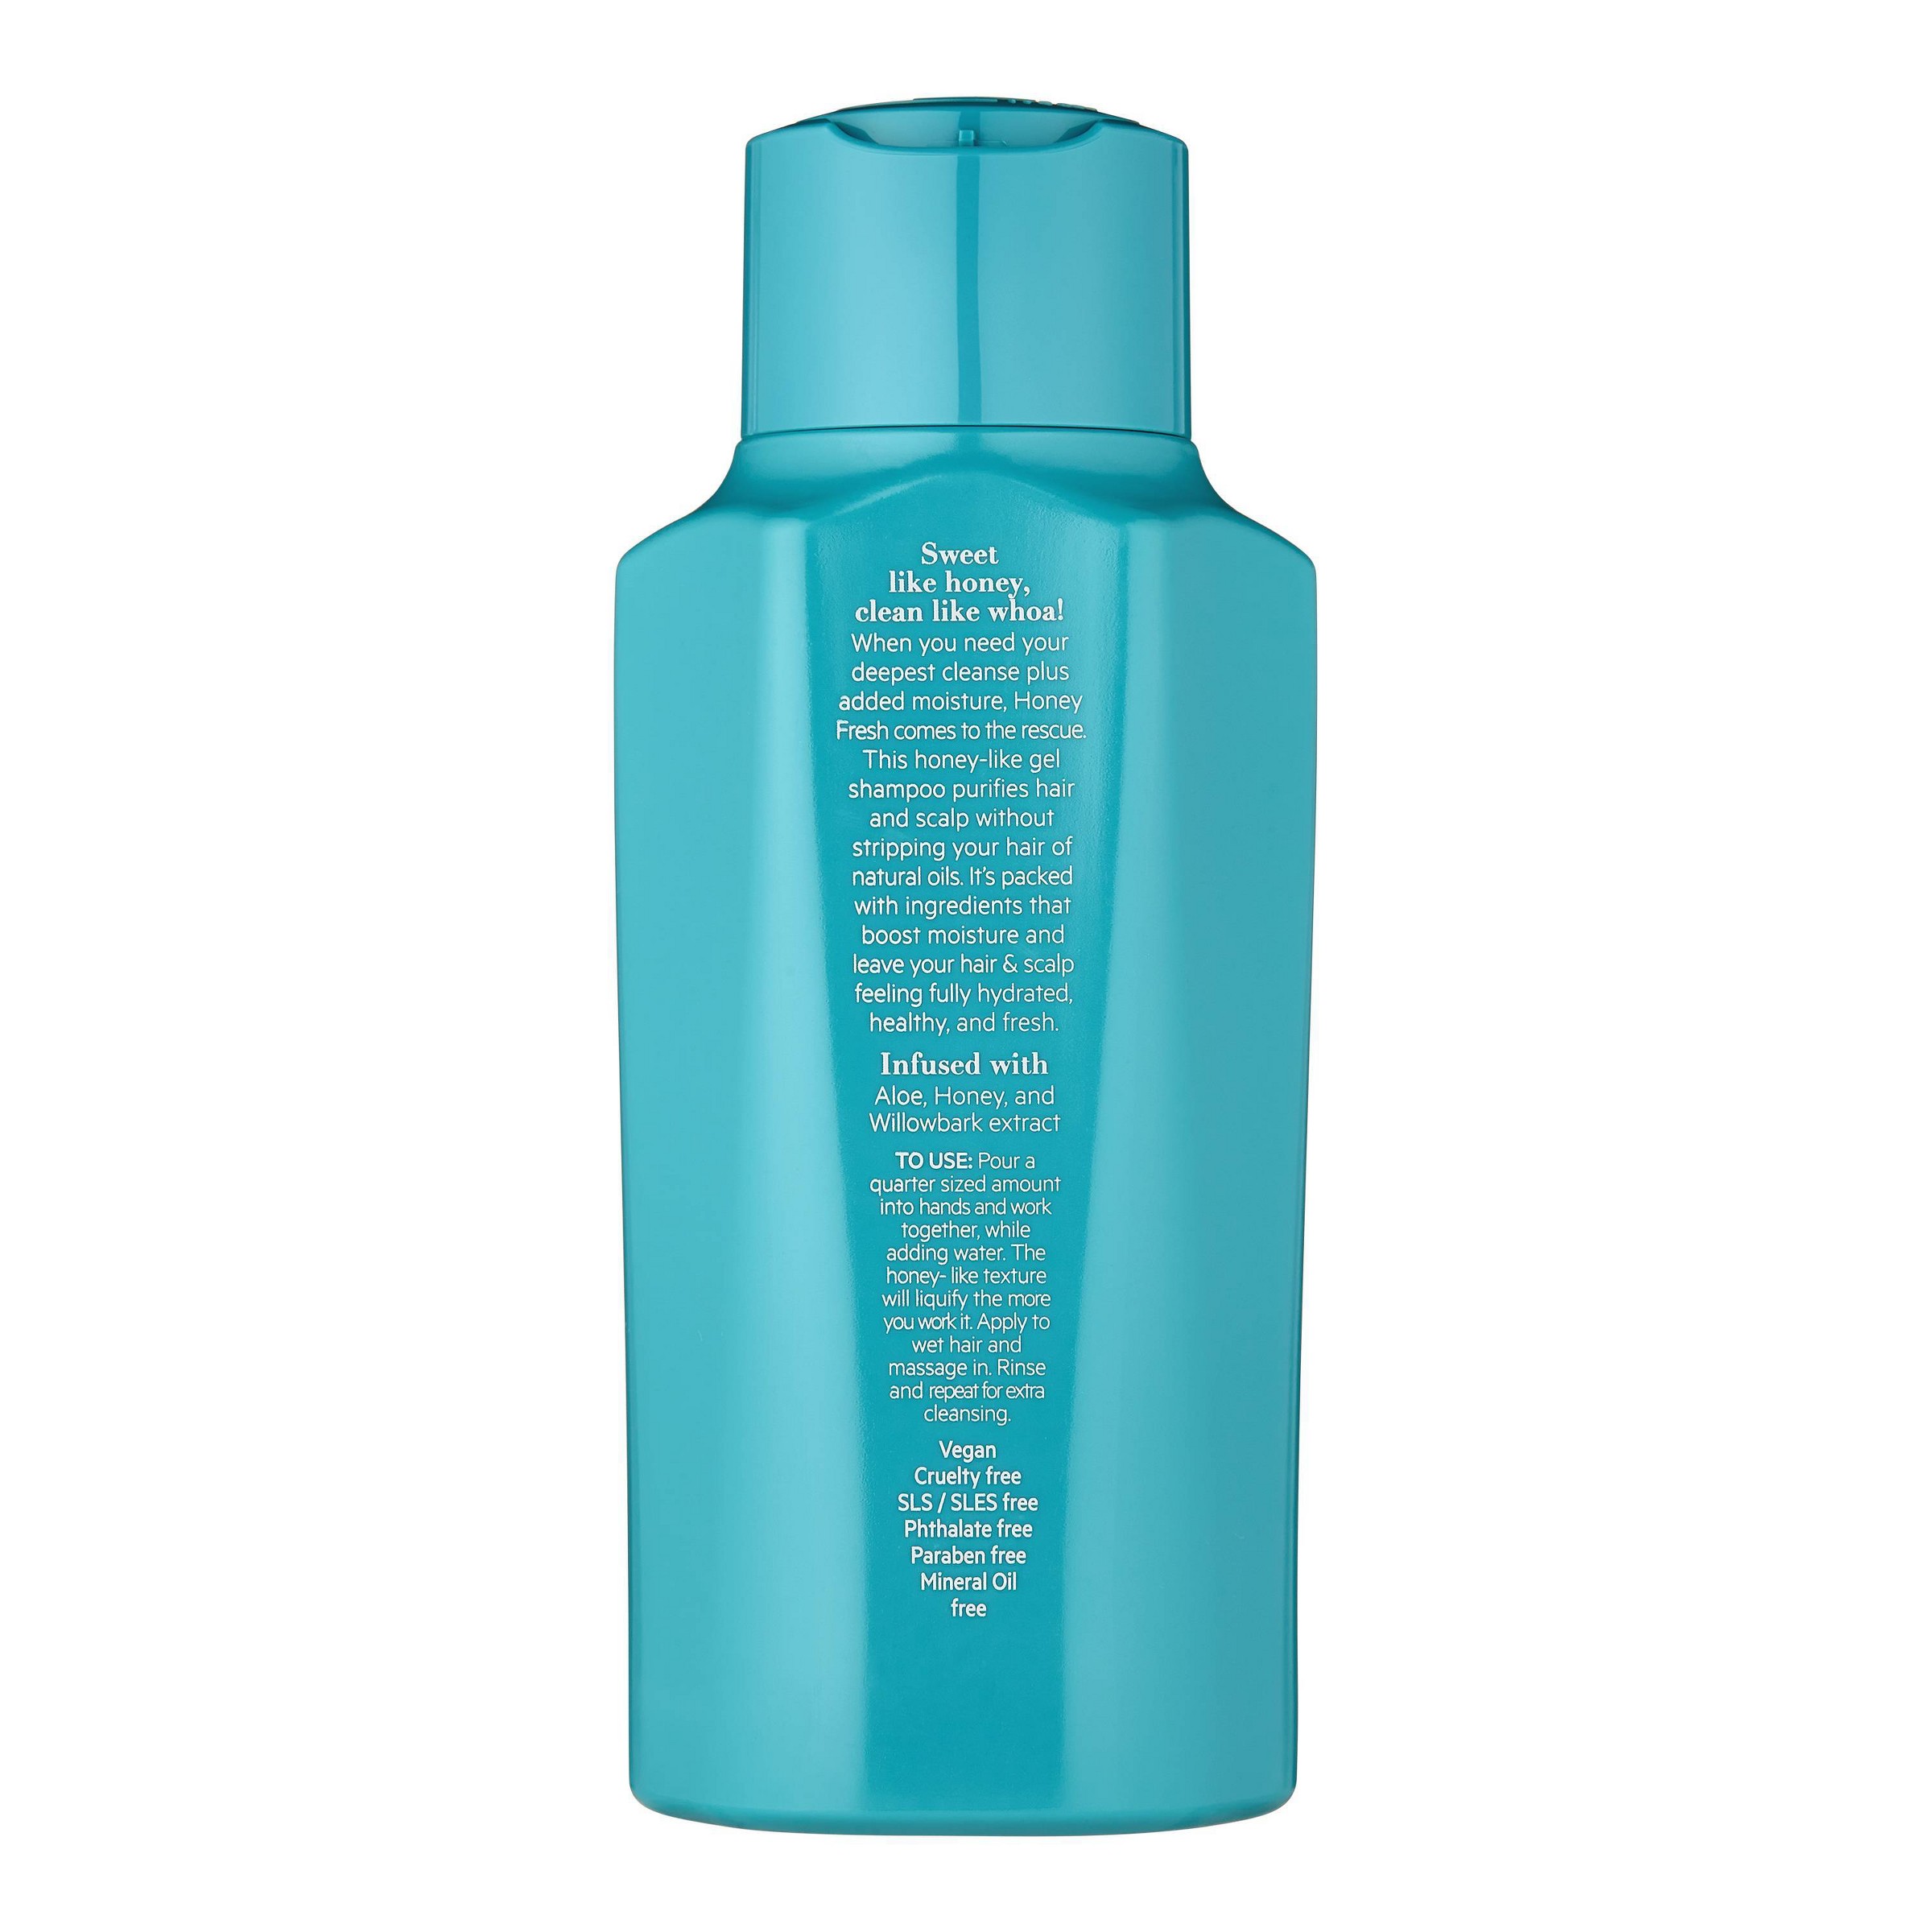 Sweet
like honey,
clean like whoa!
When you need your
deepest cleanse plus
added moisture, Honey
Fresh comes to the rescue.
This honey-like gel
shampoo purifies hair
and scalp without
stripping your hair of
natural oils. It's packed
with ingredients that
boost moisture and
leave your hair & scalp
feeling fully hydrated,
healthy, and fresh.
Infused with
Aloe, Honey, and
Willowbark extract
TO USE: Pour a
quarter sized amount
into hands and work
together, while
adding water. The
honey- like texture
will liquify the more
you work it. Apply to
wet hair and
massage in. Rinse
and repeat for extra
cleansing.
Vegan
Cruelty free
SLS / SLES free
Phthalate free
Paraben free
Mineral Oil
free